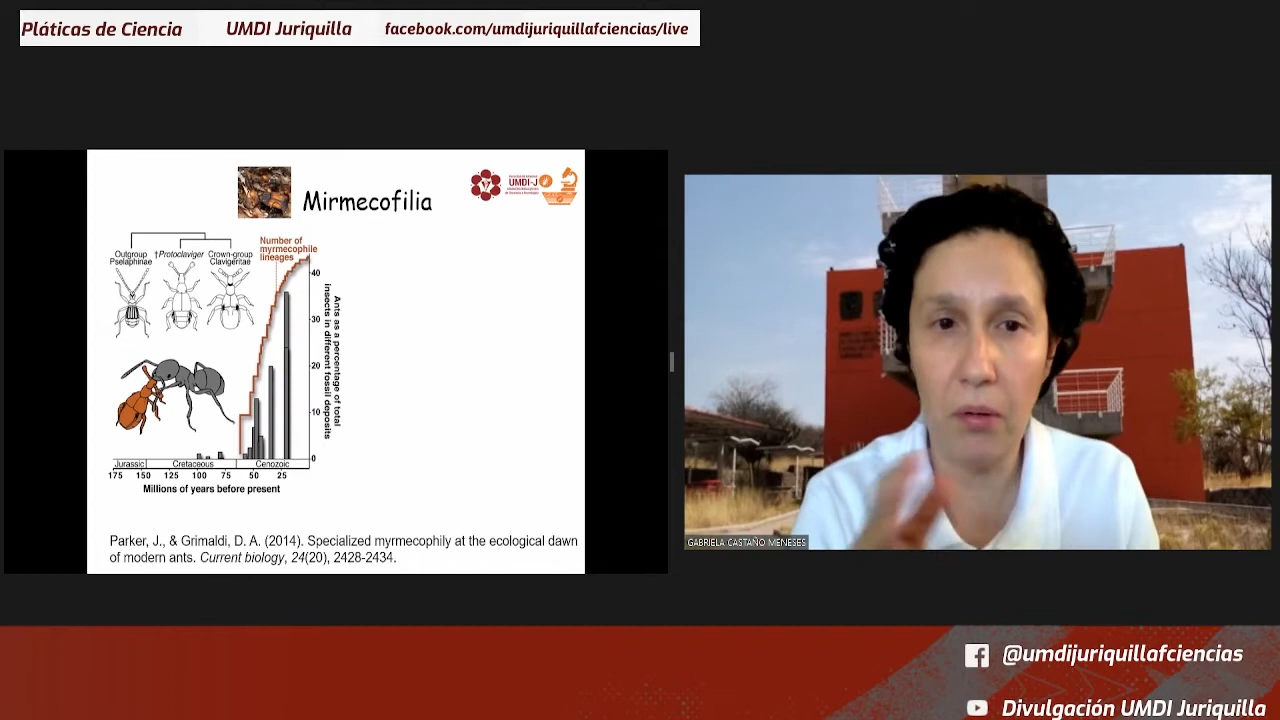 Pláticas de Ciencia UMDI Juriquilla facebook.com/umdijuriquillafciencias/live
Mirmecofilia
UMDI-J
Outgroup
Pselaphinae
†Protoclaviger
Crown-group
Clavigeritae
Number of
myrmecophile
lineages
40
30
20
10
0
Ants as a percentage of total
insects in different fossil deposits
Jurassic Cretaceous Cenozoic
175 150 125 100 75 50 25
Millions of years before present
Parker, J., & Grimaldi, D. A. (2014). Specialized myrmecophily at the ecological dawn
of modern ants. Current biology, 24(20), 2428-2434.
GABRIELA CASTAÑO MENESES
@umdijuriquillafciencias
Divulgación UMDI Juriquilla